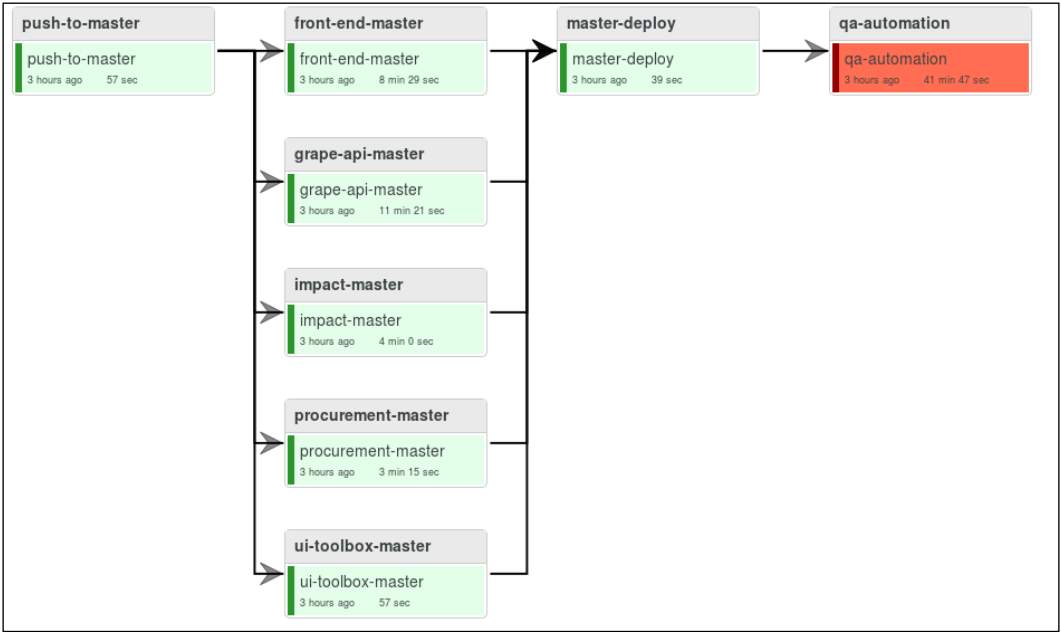 push-to-master
push-to-master
3 hours ago 57 sec
front-end-master
front-end-master
3 hours ago 8 min 29 sec
grape-api-master
grape-api-master
3 hours ago 11 min 21 sec
impact-master
impact-master
3 hours ago 4 min 0 sec
procurement-master
procurement-master
3 hours ago 3 min 15 sec
ui-toolbox-master
ui-toolbox-master
3 hours ago 57 sec
master-deploy
master-deploy
3 hours ago 39 sec
qa-automation
qa-automation
3 hours ago 41 min 47 sec